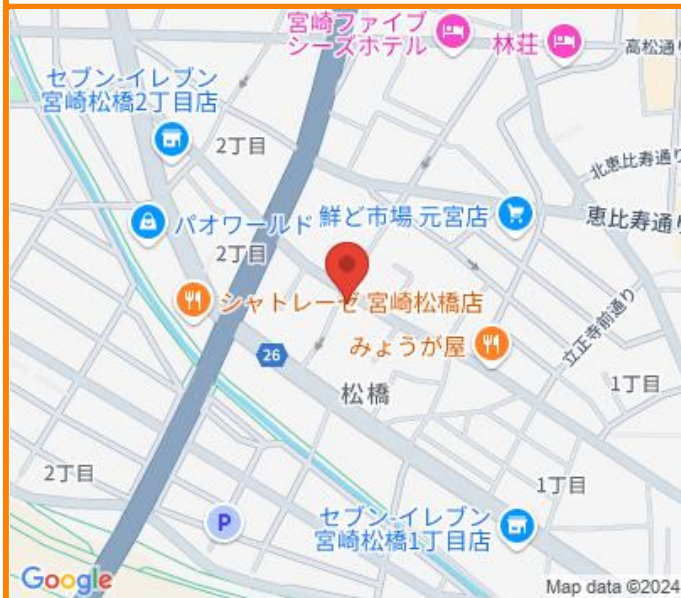 宮崎ファイブ
シーズホテル
林荘
高松通り
セブン-イレブン
宮崎松橋2丁目店
2丁目
北恵比寿通り
パオワールド
鮮ど市場 元宮店
恵比寿通り
2丁目
シャトレーゼ 宮崎松橋店
立正寺前通り
26
みょうが屋
松橋
1丁目
2丁目
1丁目
P
セブン-イレブン
宮崎松橋1丁目店
Google
Map data ©2024